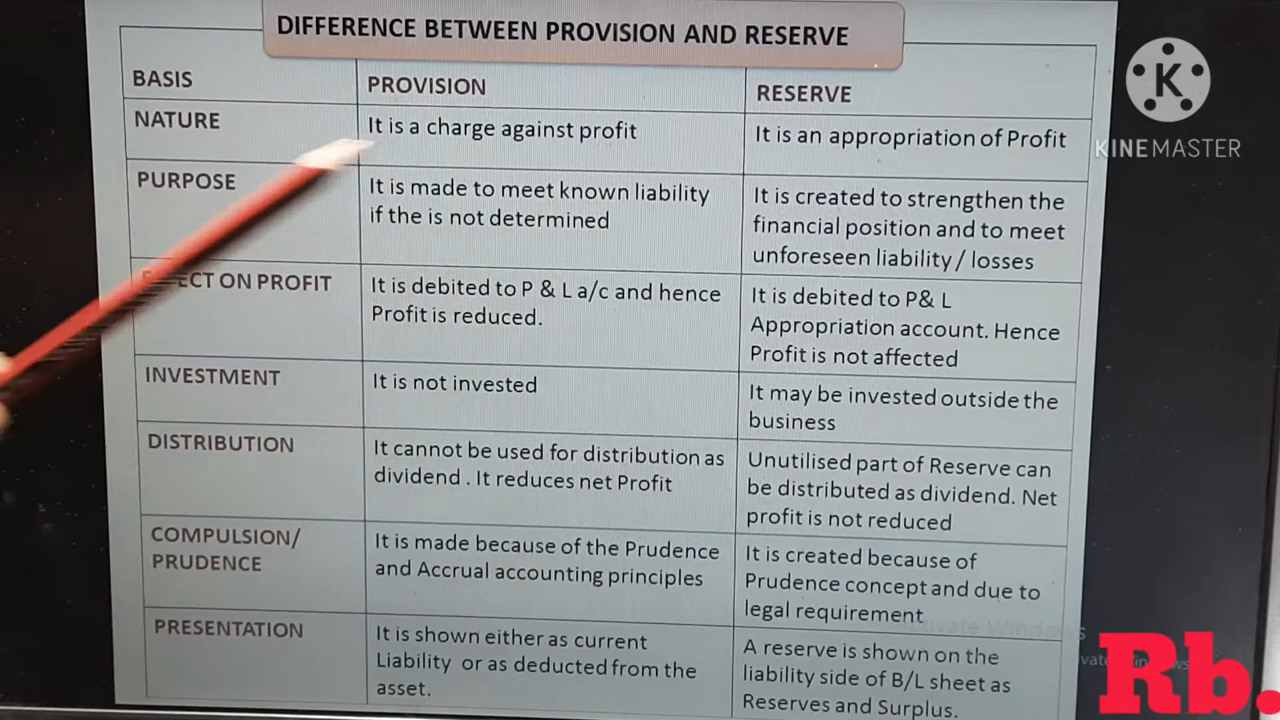 DIFFERENCE BETWEEN PROVISION AND RESERVE
BASIS
PROVISION
RESERVE
NATURE
It is a charge against profit
It is an appropriation of Profit
PURPOSE
It is made to meet known liability
if the is not determined
It is created to strengthen the
financial position and to meet
unforeseen liability / losses
ECT ON PROFIT
It is debited to P & L a/c and hence
Profit is reduced.
It is debited to P& L
Appropriation account. Hence
Profit is not affected
INVESTMENT
It is not invested
It may be invested outside the
business
DISTRIBUTION
It cannot be used for distribution as
dividend . It reduces net Profit
Unutilised part of Reserve can
be distributed as dividend. Net
profit is not reduced
COMPULSION/
PRUDENCE
It is made because of the Prudence
and Accrual accounting principles
It is created because of
Prudence concept and due to
legal requirement
PRESENTATION
It is shown either as current
Liability or as deducted from the
asset.
A reserve is shown on the
liability side of B/L sheet as
Reserves and Surplus.
K
KINEMASTER
Activate Windows
Rb.